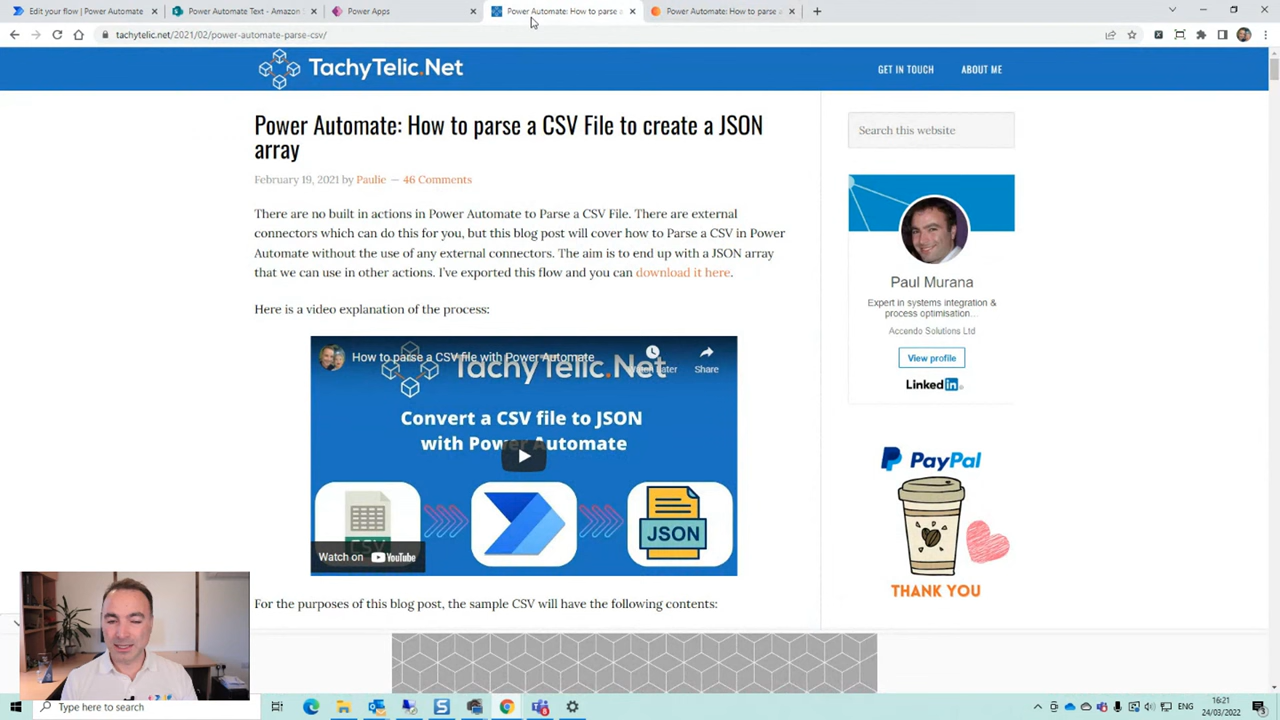 Your flow | Power Automate
Power Automate Text - Amazon S
Power Apps
Power Automate: How to parse a
Power Automate: How to parse a
tachytelic.net/2021/02/power-automate-parse-csv/
TachyTelic.Net
GET IN TOUCH
ABOUT ME
Power Automate: How to parse a CSV File to create a JSON
array
February 19, 2021 by Paulie — 46 Comments
There are no built in actions in Power Automate to Parse a CSV File. There are external
connectors which can do this for you, but this blog post will cover how to Parse a CSV in Power
Automate without the use of any external connectors. The aim is to end up with a JSON array
that we can use in other actions. I've exported this flow and you can download it here.
Here is a video explanation of the process:
How to parse a CSV file with Power Automate
TachyTelic.Net
Later
Share
Convert a CSV file to JSON
with Power Automate
CSV
JSON
Watch on YouTube
For the purposes of this blog post, the sample CSV will have the following contents:
Search this website
Paul Murana
Expert in systems integration &
process optimisation...
Accendo Solutions Ltd
View profile
LinkedIn
PayPal
THANK YOU
Type here to search
16:21
24/03/2022